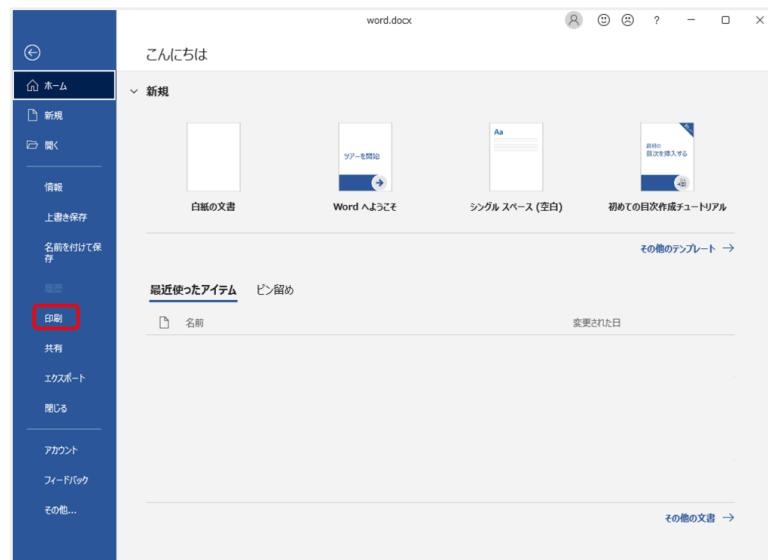 word.docx
?
こんにちは
ホーム
新規
開く
情報
上書き保存
名前を付けて保
存
履歴
印刷
共有
エクスポート
閉じる
アカウント
フィードバック
その他...
新規
白紙の文書
ツアーを開始
Word へようこそ
Aa
シングル スペース (空白)
最初の
目次を挿入する
初めての目次作成チュートリアル
その他のテンプレート
最近使ったアイテム
ピン留め
名前
変更された日
その他の文書